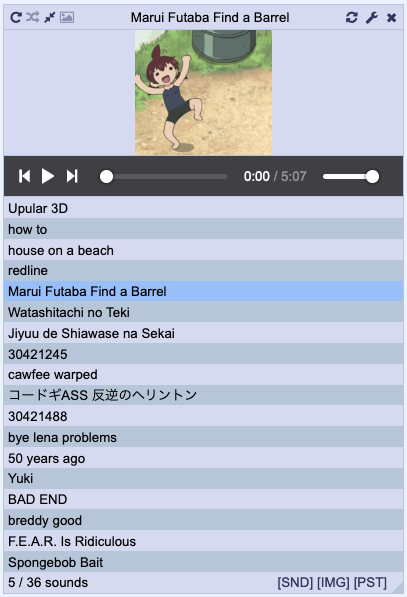 Marui Futaba Find a Barrel
0:00 / 5:07
Upular 3D
how to
house on a beach
redline
Marui Futaba Find a Barrel
Watashitachi no Teki
Jiyuu de Shiawase na Sekai
30421245
cawfee warped
コードギASS 反逆のヘリントン
30421488
bye lena problems
50 years ago
Yuki
BAD END
breddy good
F.E.A.R. Is Ridiculous
Spongebob Bait
5 / 36 sounds [SND] [IMG] [PST]